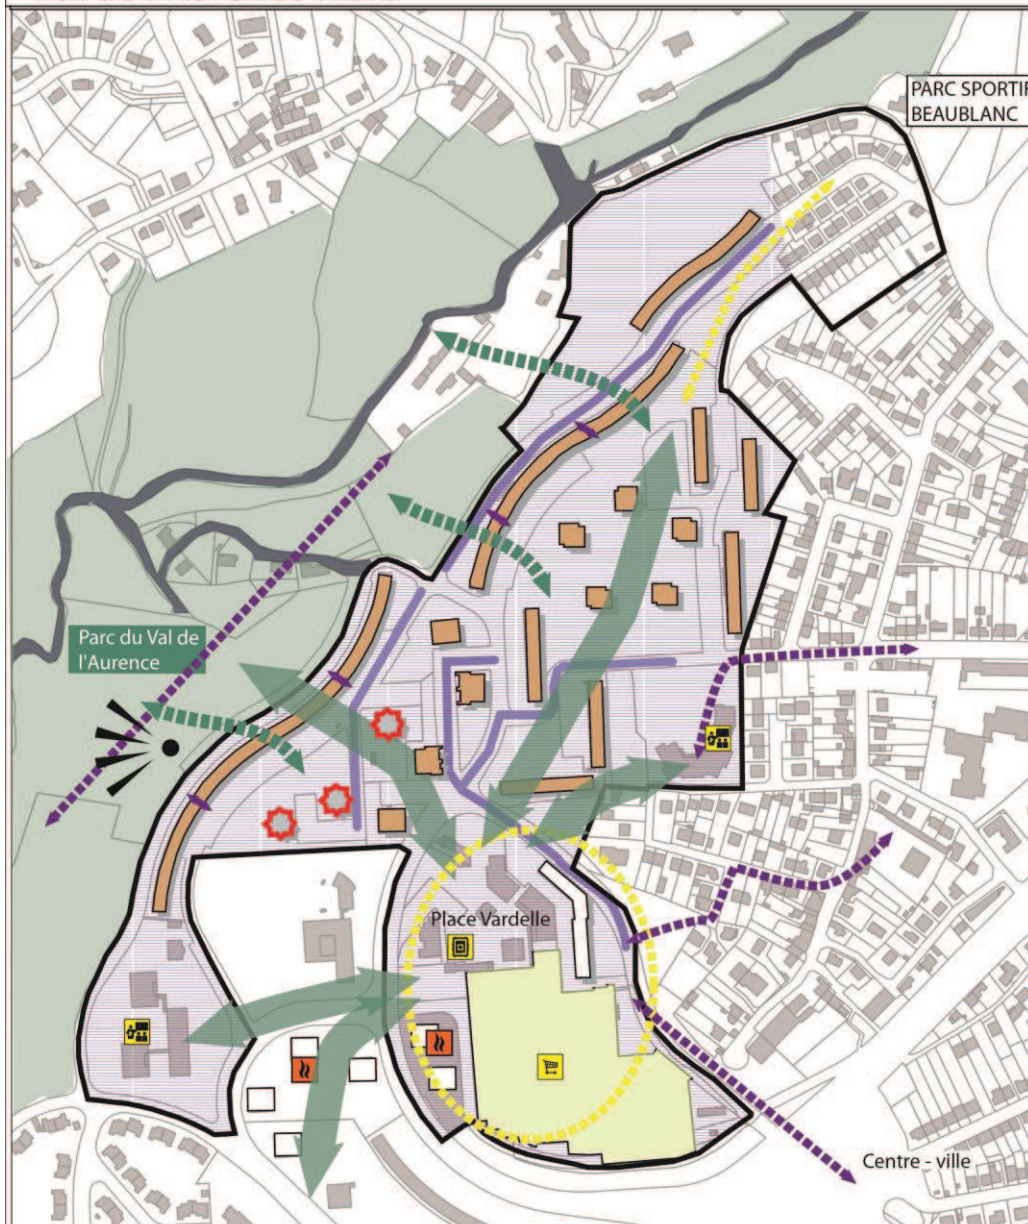 PARC SPORTIF
BEAUBLANC
Parc du Val de
l'Aurence
Place Vardelle
Centre - ville